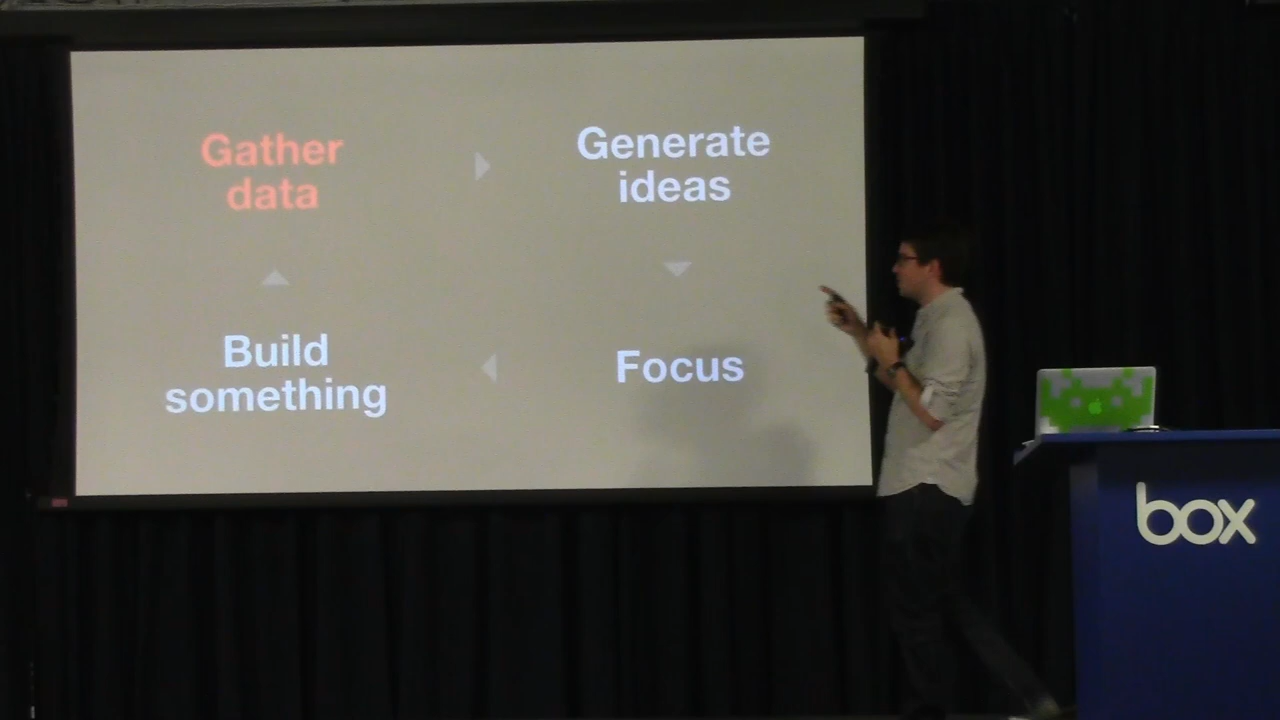 Gather
data
Generate
ideas
Build
something
Focus
box